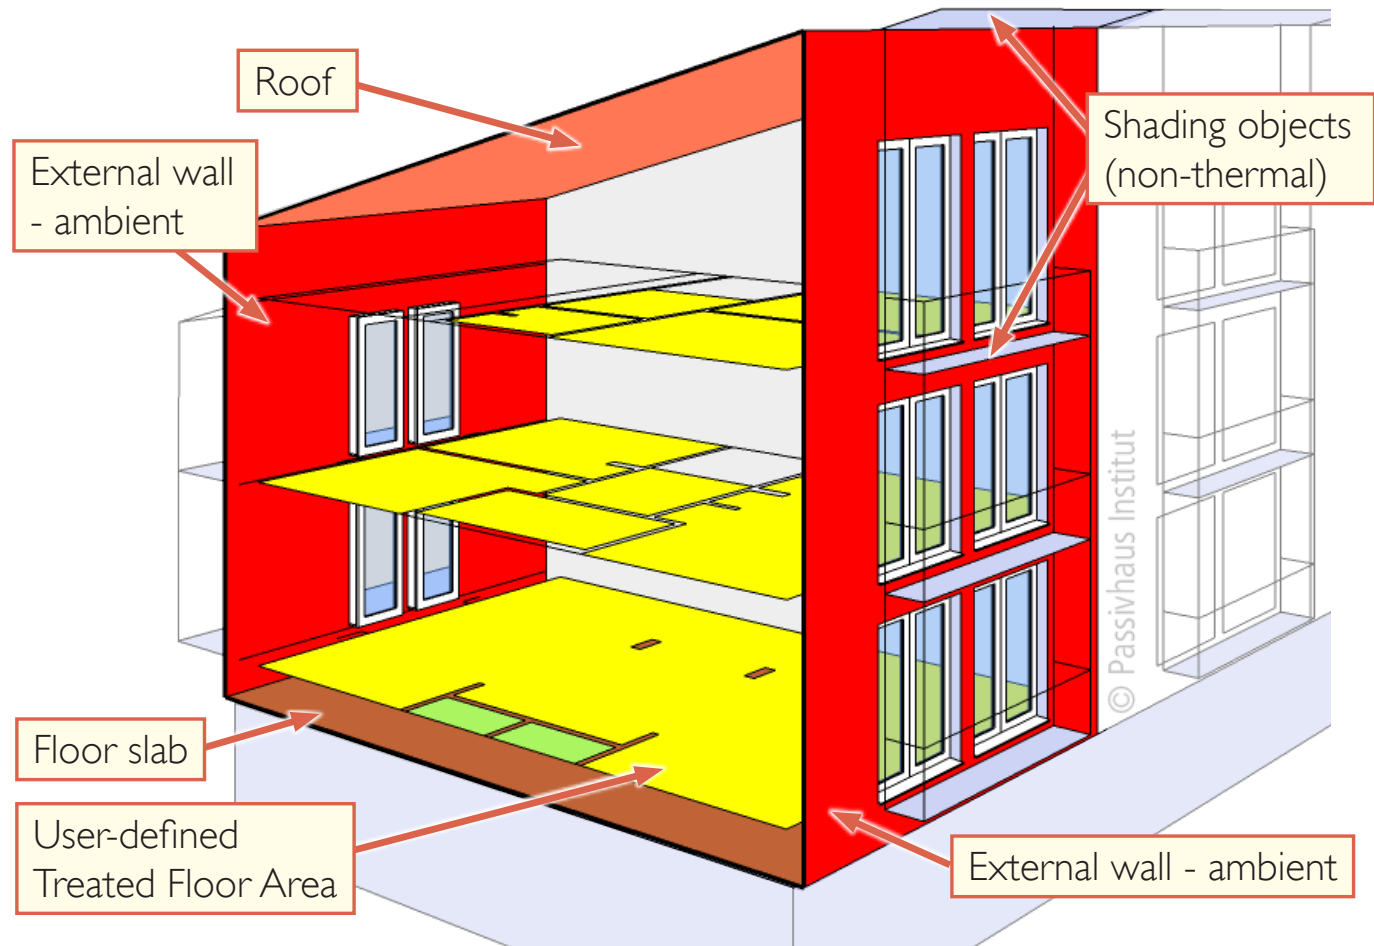 Roof
External wall
- ambient
Shading objects
(non-thermal)
© Passivhaus Institut
Floor slab
User-defined
Treated Floor Area
External wall - ambient